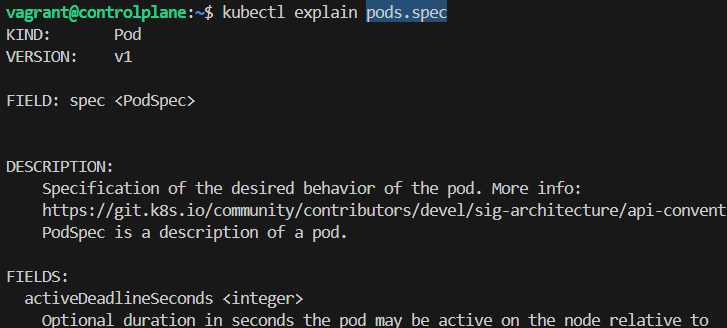 vagrant@controlplane:~$ kubectl explain pods.spec
KIND:       Pod
VERSION:    v1
FIELD: spec <PodSpec>
DESCRIPTION:
    Specification of the desired behavior of the pod. More info:
    https://git.k8s.io/community/contributors/devel/sig-architecture/api-convent
    PodSpec is a description of a pod.
FIELDS:
  activeDeadlineSeconds <integer>
    Optional duration in seconds the pod may be active on the node relative to